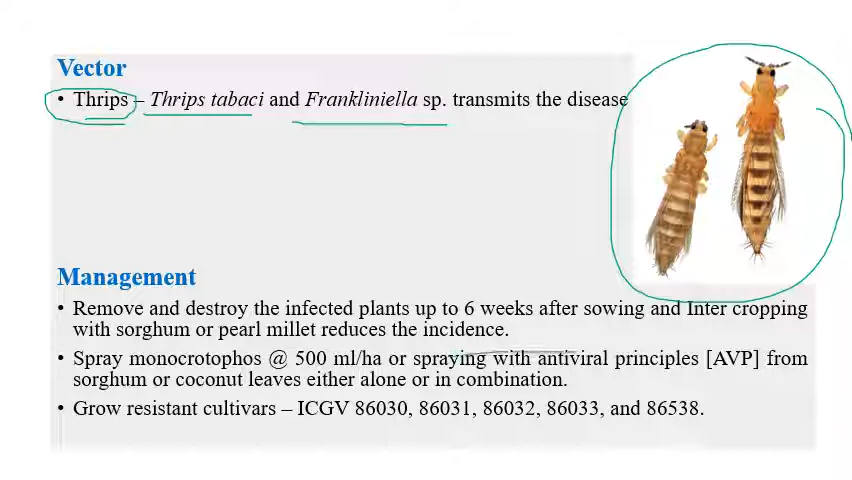 Vector
• Thrips – Thrips tabaci and Frankliniella sp. transmits the disease
Management
• Remove and destroy the infected plants up to 6 weeks after sowing and Inter cropping
with sorghum or pearl millet reduces the incidence.
• Spray monocrotophos @ 500 ml/ha or spraying with antiviral principles [AVP] from
sorghum or coconut leaves either alone or in combination.
• Grow resistant cultivars – ICGV 86030, 86031, 86032, 86033, and 86538.